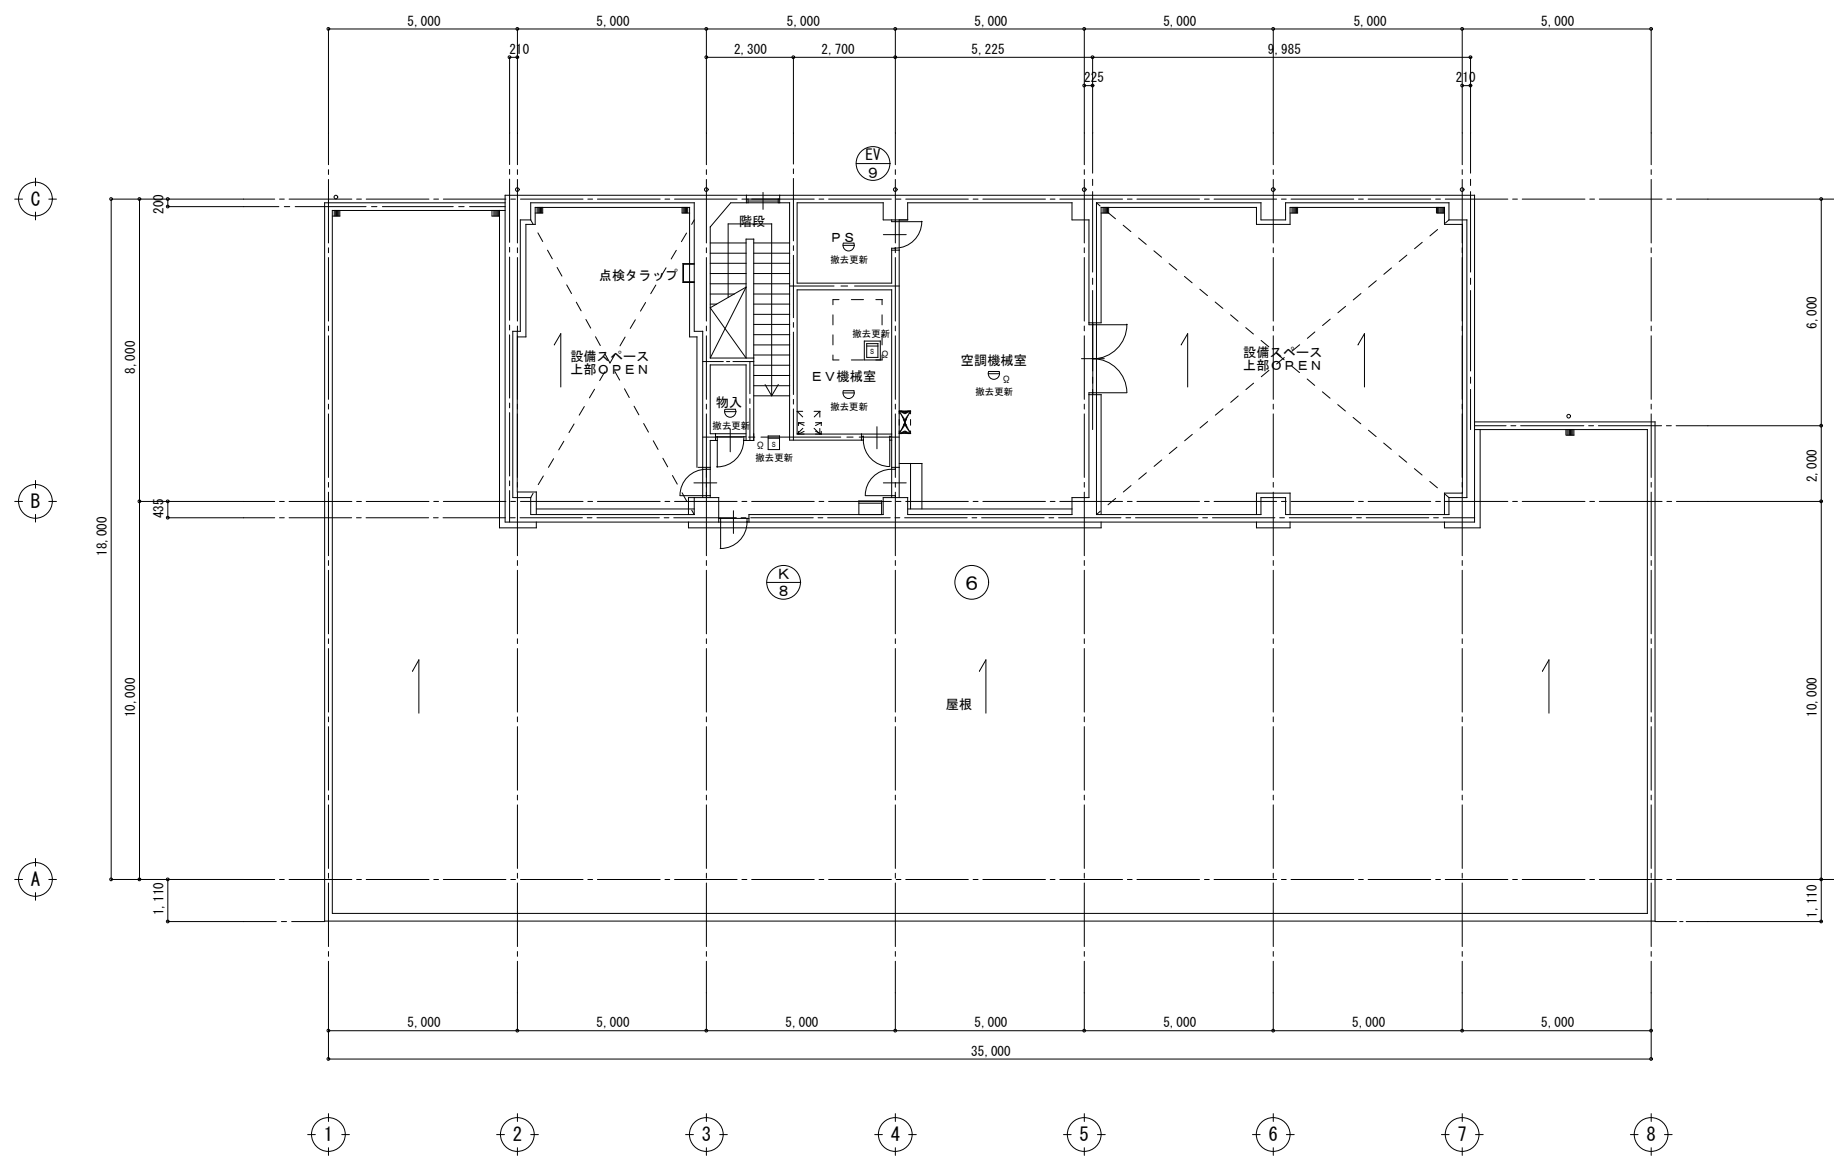 5,000 5,000 5,000 5,000 5,000 5,000 5,000
210 2,300 2,700 5,225 9,985
225 210
EV
9
C
200
階段
PS
撤去更新
点検タラップ
6,000
8,000
撤去更新
S
設備スペース
上部OPEN
空調機械室
撤去更新
設備スペース
上部OPEN
EV機械室
撤去更新
物入
撤去更新
S
撤去更新
2,000
B
435
18,000
K
8
6
10,000
屋根
10,000
A
1,110
1,110
5,000 5,000 5,000 5,000 5,000 5,000 5,000
35,000
1 2 3 4 5 6 7 8